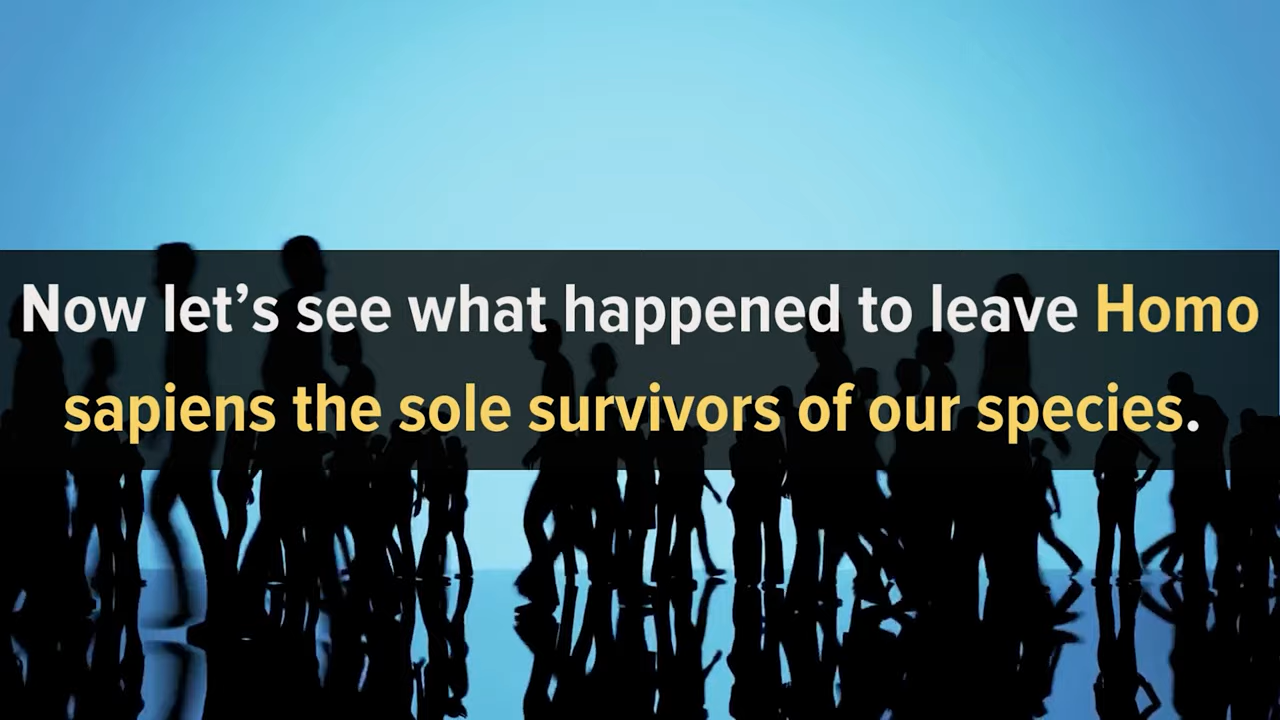 Now let’s see what happened to leave Homo
sapiens the sole survivors of our species.